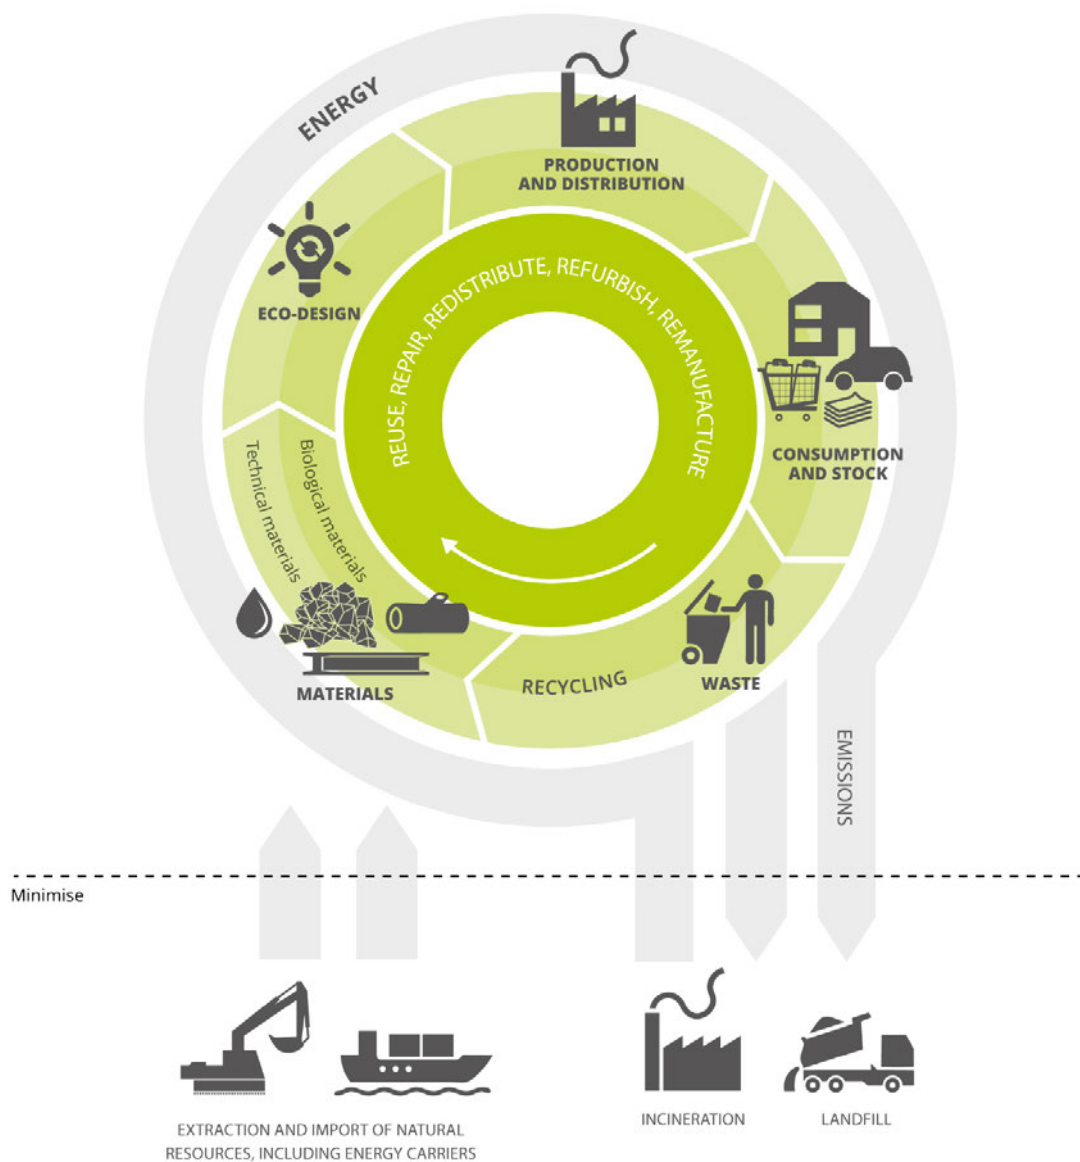 ENERGY
PRODUCTION
AND DISTRIBUTION
ECO-DESIGN
REUSE, REPAIR, REDISTRIBUTE, REFURBISH, REMANUFACTURE
CONSUMPTION
AND STOCK
Technical materials
Biological materials
MATERIALS
RECYCLING
WASTE
EMISSIONS
Minimise
EXTRACTION AND IMPORT OF NATURAL
RESOURCES, INCLUDING ENERGY CARRIERS
INCINERATION
LANDFILL